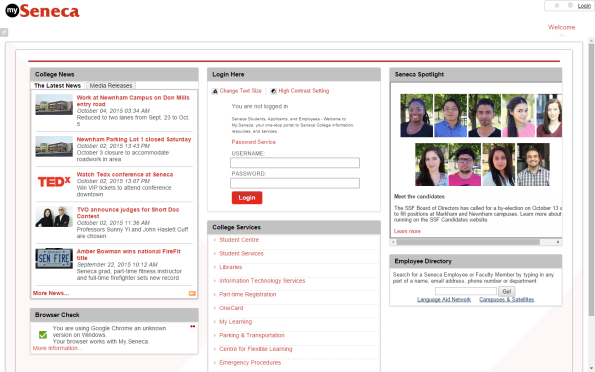 my Seneca
Login
Welcome
College News
The Latest News
Media Releases
Work at Newnham Campus on Don Mills
entry road
October 04, 2015 03:34 AM
Reduced to two lanes from Sept. 23 to Oct.
5
Newnham Parking Lot 1 closed Saturday
October 02, 2015 13:43 PM
October 3 closure to accommodate
roadwork in area
TEDx
Watch Tedx conference at Seneca
October 02, 2015 13:07 PM
Win VIP tickets to attend conference
downtown
TVO announce judges for Short Doc
Contest
October 02, 2015 11:36 AM
Professors Sunny Yi and John Haslett Cuff
are chosen
SEN FIRE
Amber Bowman wins national FireFit
title
September 22, 2015 10:12 AM
Seneca grad, part-time fitness instructor
and full-time firefighter sets new record
More News...
Browser Check
You are using Google Chrome an unknown
version on Windows.
Your browser works with My.Seneca.
More information...
Login Here
Change Text Size
High Contrast Setting
You are not logged in
Seneca Students, Applicants, and Employees - Welcome to
My.Seneca, your one-stop portal to Seneca College information,
resources, and services.
Password Service
USERNAME:
PASSWORD:
Login
College Services
Student Centre
Student Services
Libraries
Information Technology Services
Part-time Registration
OneCard
My Learning
Parking & Transportation
Centre for Flexible Learning
Emergency Procedures
Seneca Spotlight
Meet the candidates
The SSF Board of Directors has called for a by-election on October 13 a
to fill positions at Markham and Newnham campuses. Learn more about
running on the SSF Candidates website
Learn more
Employee Directory
Search for a Seneca Employee or Faculty Member by typing in any
part of a name, email address, phone number or department.
Go!
Language Aid Network
Campuses & Satellites